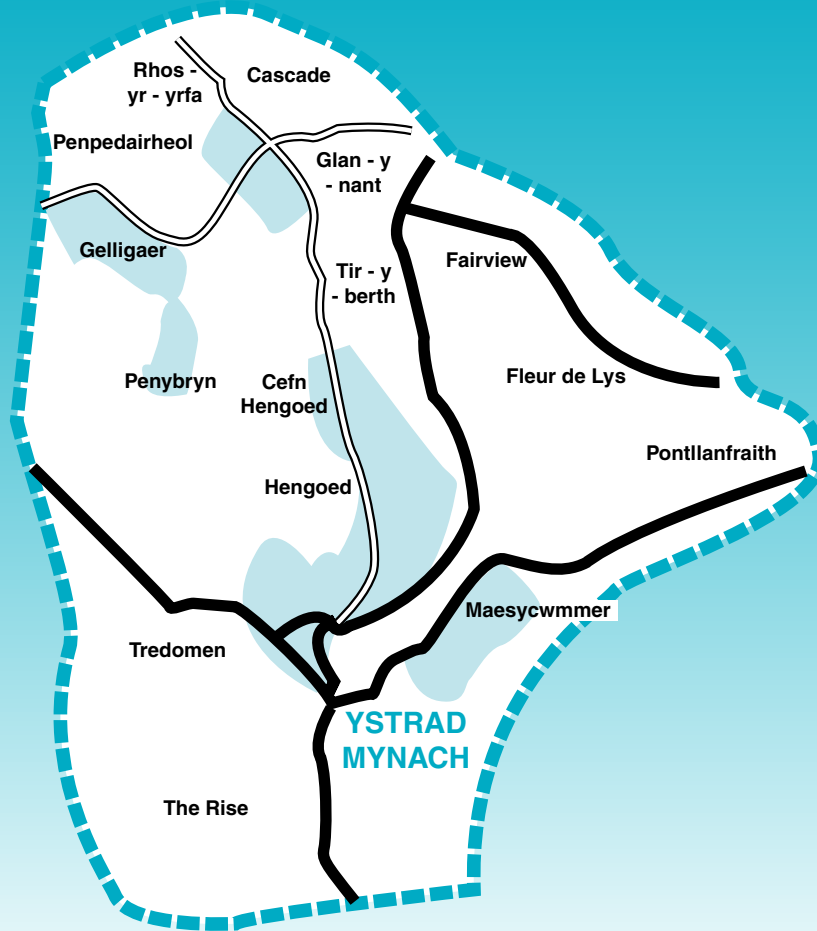 Rhos -
yr - yrfa
Cascade
Penpedairheol
Glan - y
- nant
Gelligaer
Fairview
Tir - y
- berth
Penybryn
Cefn
Hengoed
Fleur de Lys
Pontllanfraith
Hengoed
Maesycwmmer
Tredomen
YSTRAD
MYNACH
The Rise